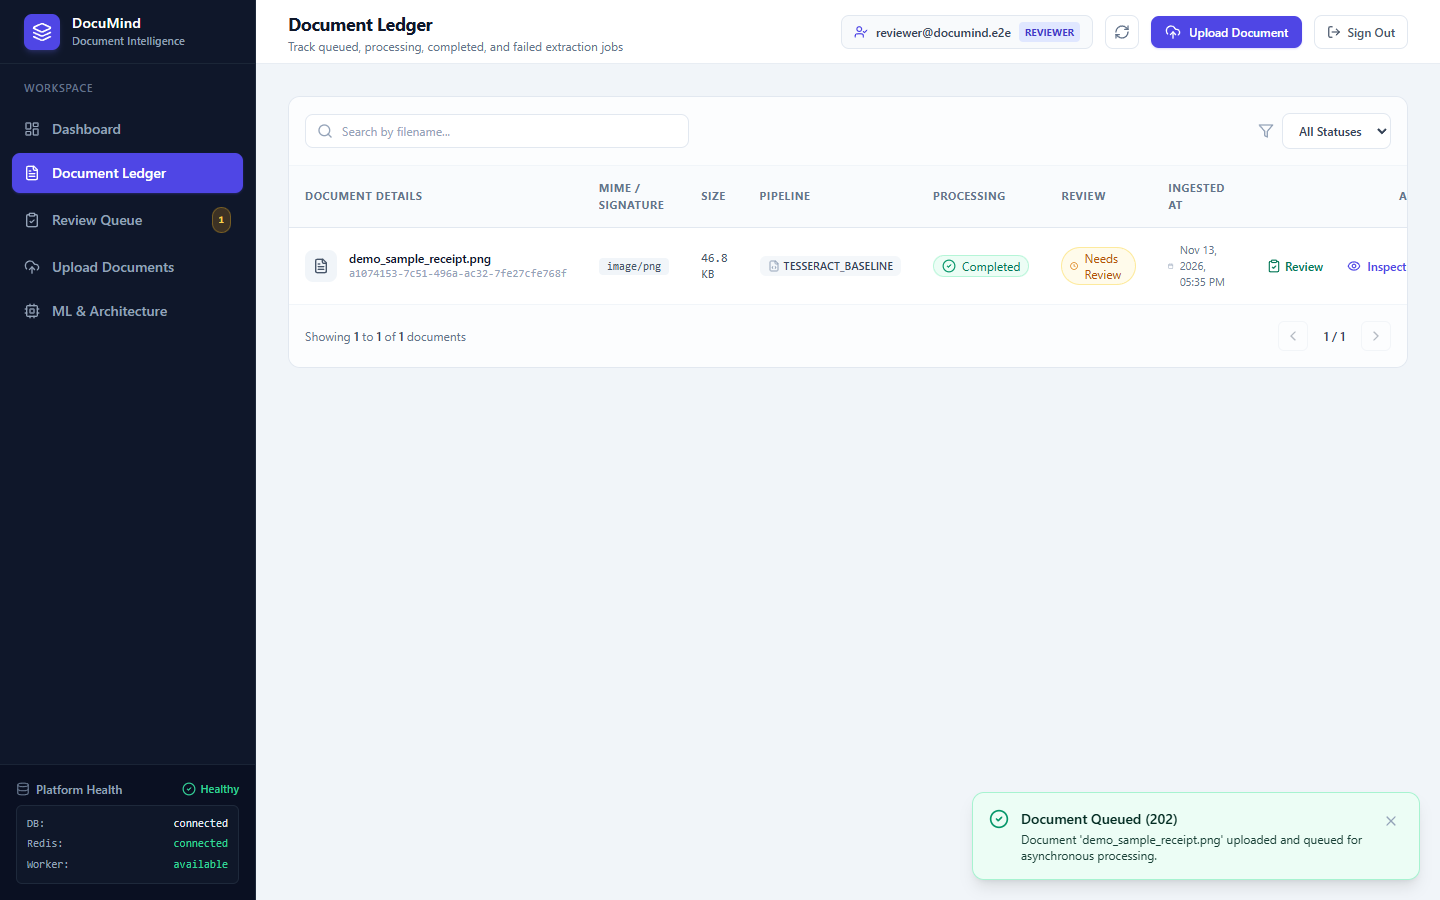 DocuMind
Document Intelligence
WORKSPACE
Dashboard
Document Ledger
Review Queue
1
Upload Documents
ML & Architecture
Platform Health
Healthy
DB:
connected
Redis:
connected
Worker:
available
Document Ledger
Track queued, processing, completed, and failed extraction jobs
reviewer@documind.e2e
REVIEWER
Upload Document
Sign Out
Search by filename...
All Statuses
DOCUMENT DETAILS
MIME /
SIGNATURE
SIZE
PIPELINE
PROCESSING
REVIEW
INGESTED
AT
A
demo_sample_receipt.png
a1074153-7c51-496a-ac32-7fe27cfe768f
image/png
46.8
KB
TESSERACT_BASELINE
Completed
Needs
Review
Nov 13,
2026,
05:35 PM
Review
Inspect
Showing 1 to 1 of 1 documents
1 / 1
Document Queued (202)
Document 'demo_sample_receipt.png' uploaded and queued for
asynchronous processing.